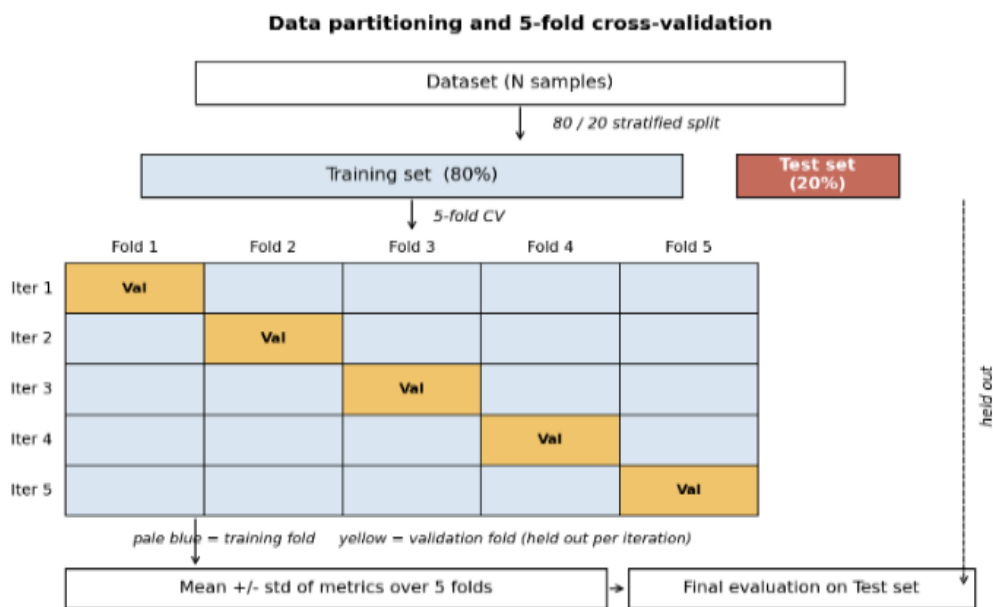 Data partitioning and 5-fold cross-validation
Dataset (N samples)
80 / 20 stratified split
Training set (80%)
Test set
(20%)
5-fold CV
Fold 1 Fold 2 Fold 3 Fold 4 Fold 5
Iter 1 Val
Iter 2 Val
Iter 3 Val
Iter 4 Val
Iter 5 Val
held out
pale blue = training fold yellow = validation fold (held out per iteration)
Mean +/- std of metrics over 5 folds
Final evaluation on Test set